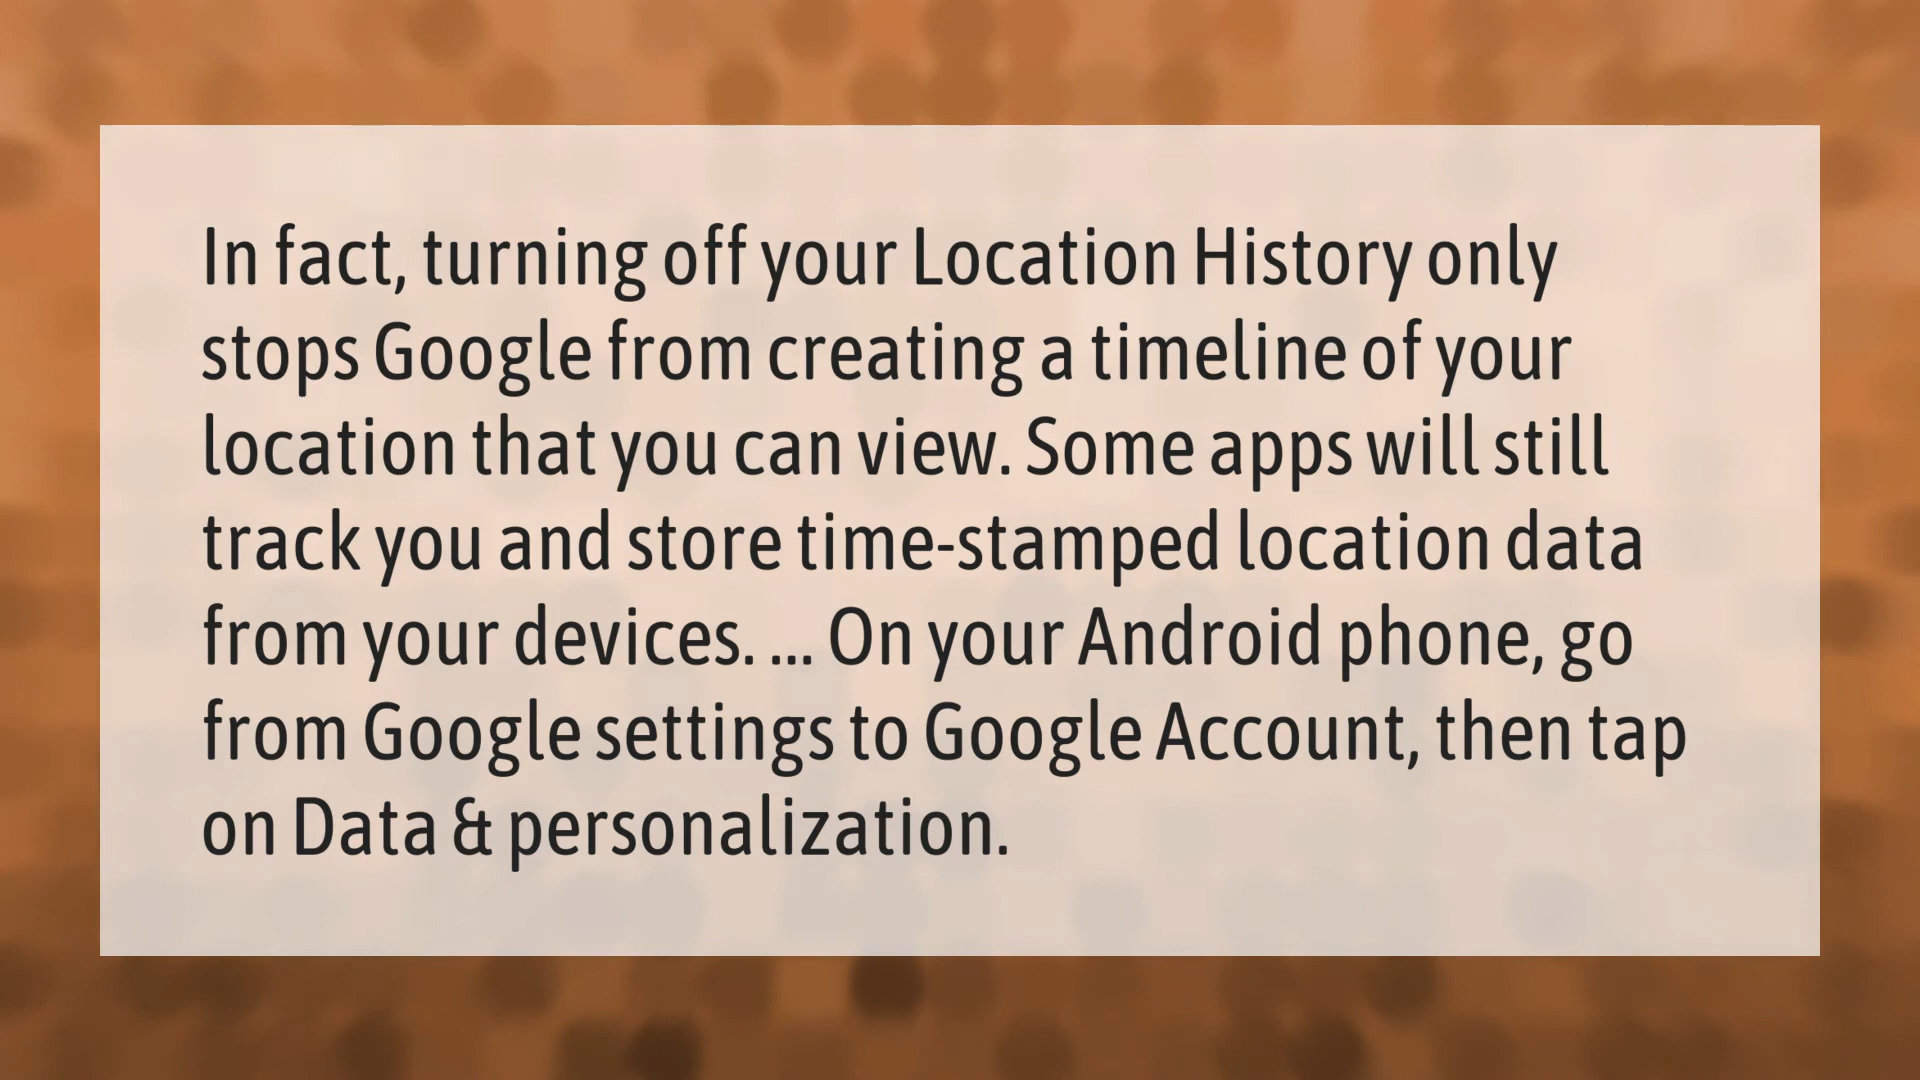 In fact, turning off your Location History only
stops Google from creating a timeline of your
location that you can view. Some apps will still
track you and store time-stamped location data
from your devices. ... On your Android phone, go
from Google settings to Google Account, then tap
on Data & personalization.